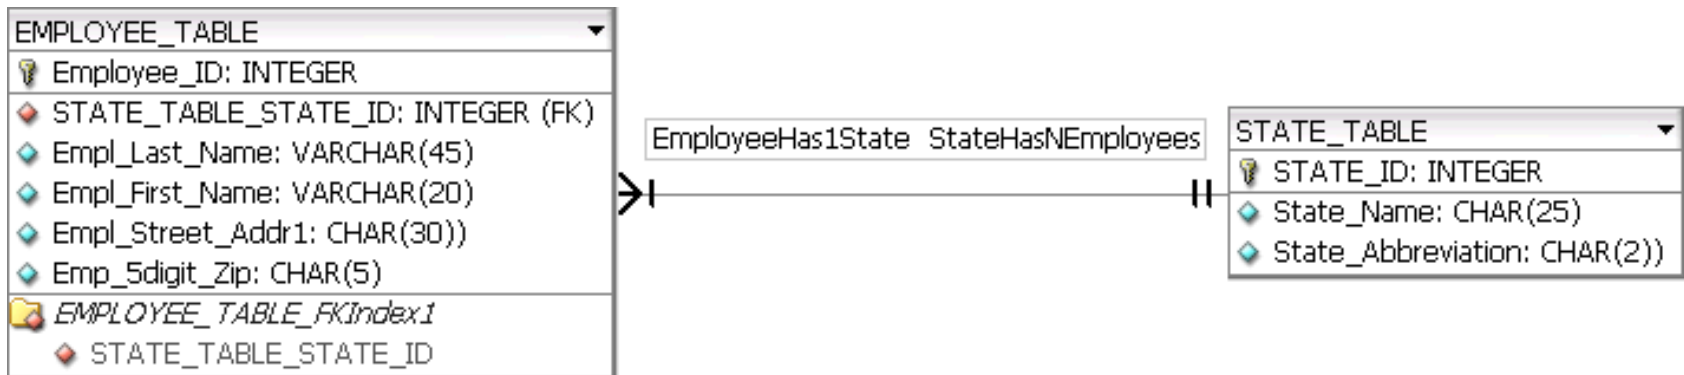 EMPLOYEE_TABLE
Employee_ID: INTEGER
STATE_TABLE_STATE_ID: INTEGER (FK)
Empl_Last_Name: VARCHAR(45)
Empl_First_Name: VARCHAR(20)
Empl_Street_Addr1: CHAR(30))
Emp_5digit_Zip: CHAR(5)
EMPLOYEE_TABLE_FKIndex1
STATE_TABLE_STATE_ID
EmployeeHas1State StateHasNEmployees
STATE_TABLE
STATE_ID: INTEGER
State_Name: CHAR(25)
State_Abbreviation: CHAR(2))